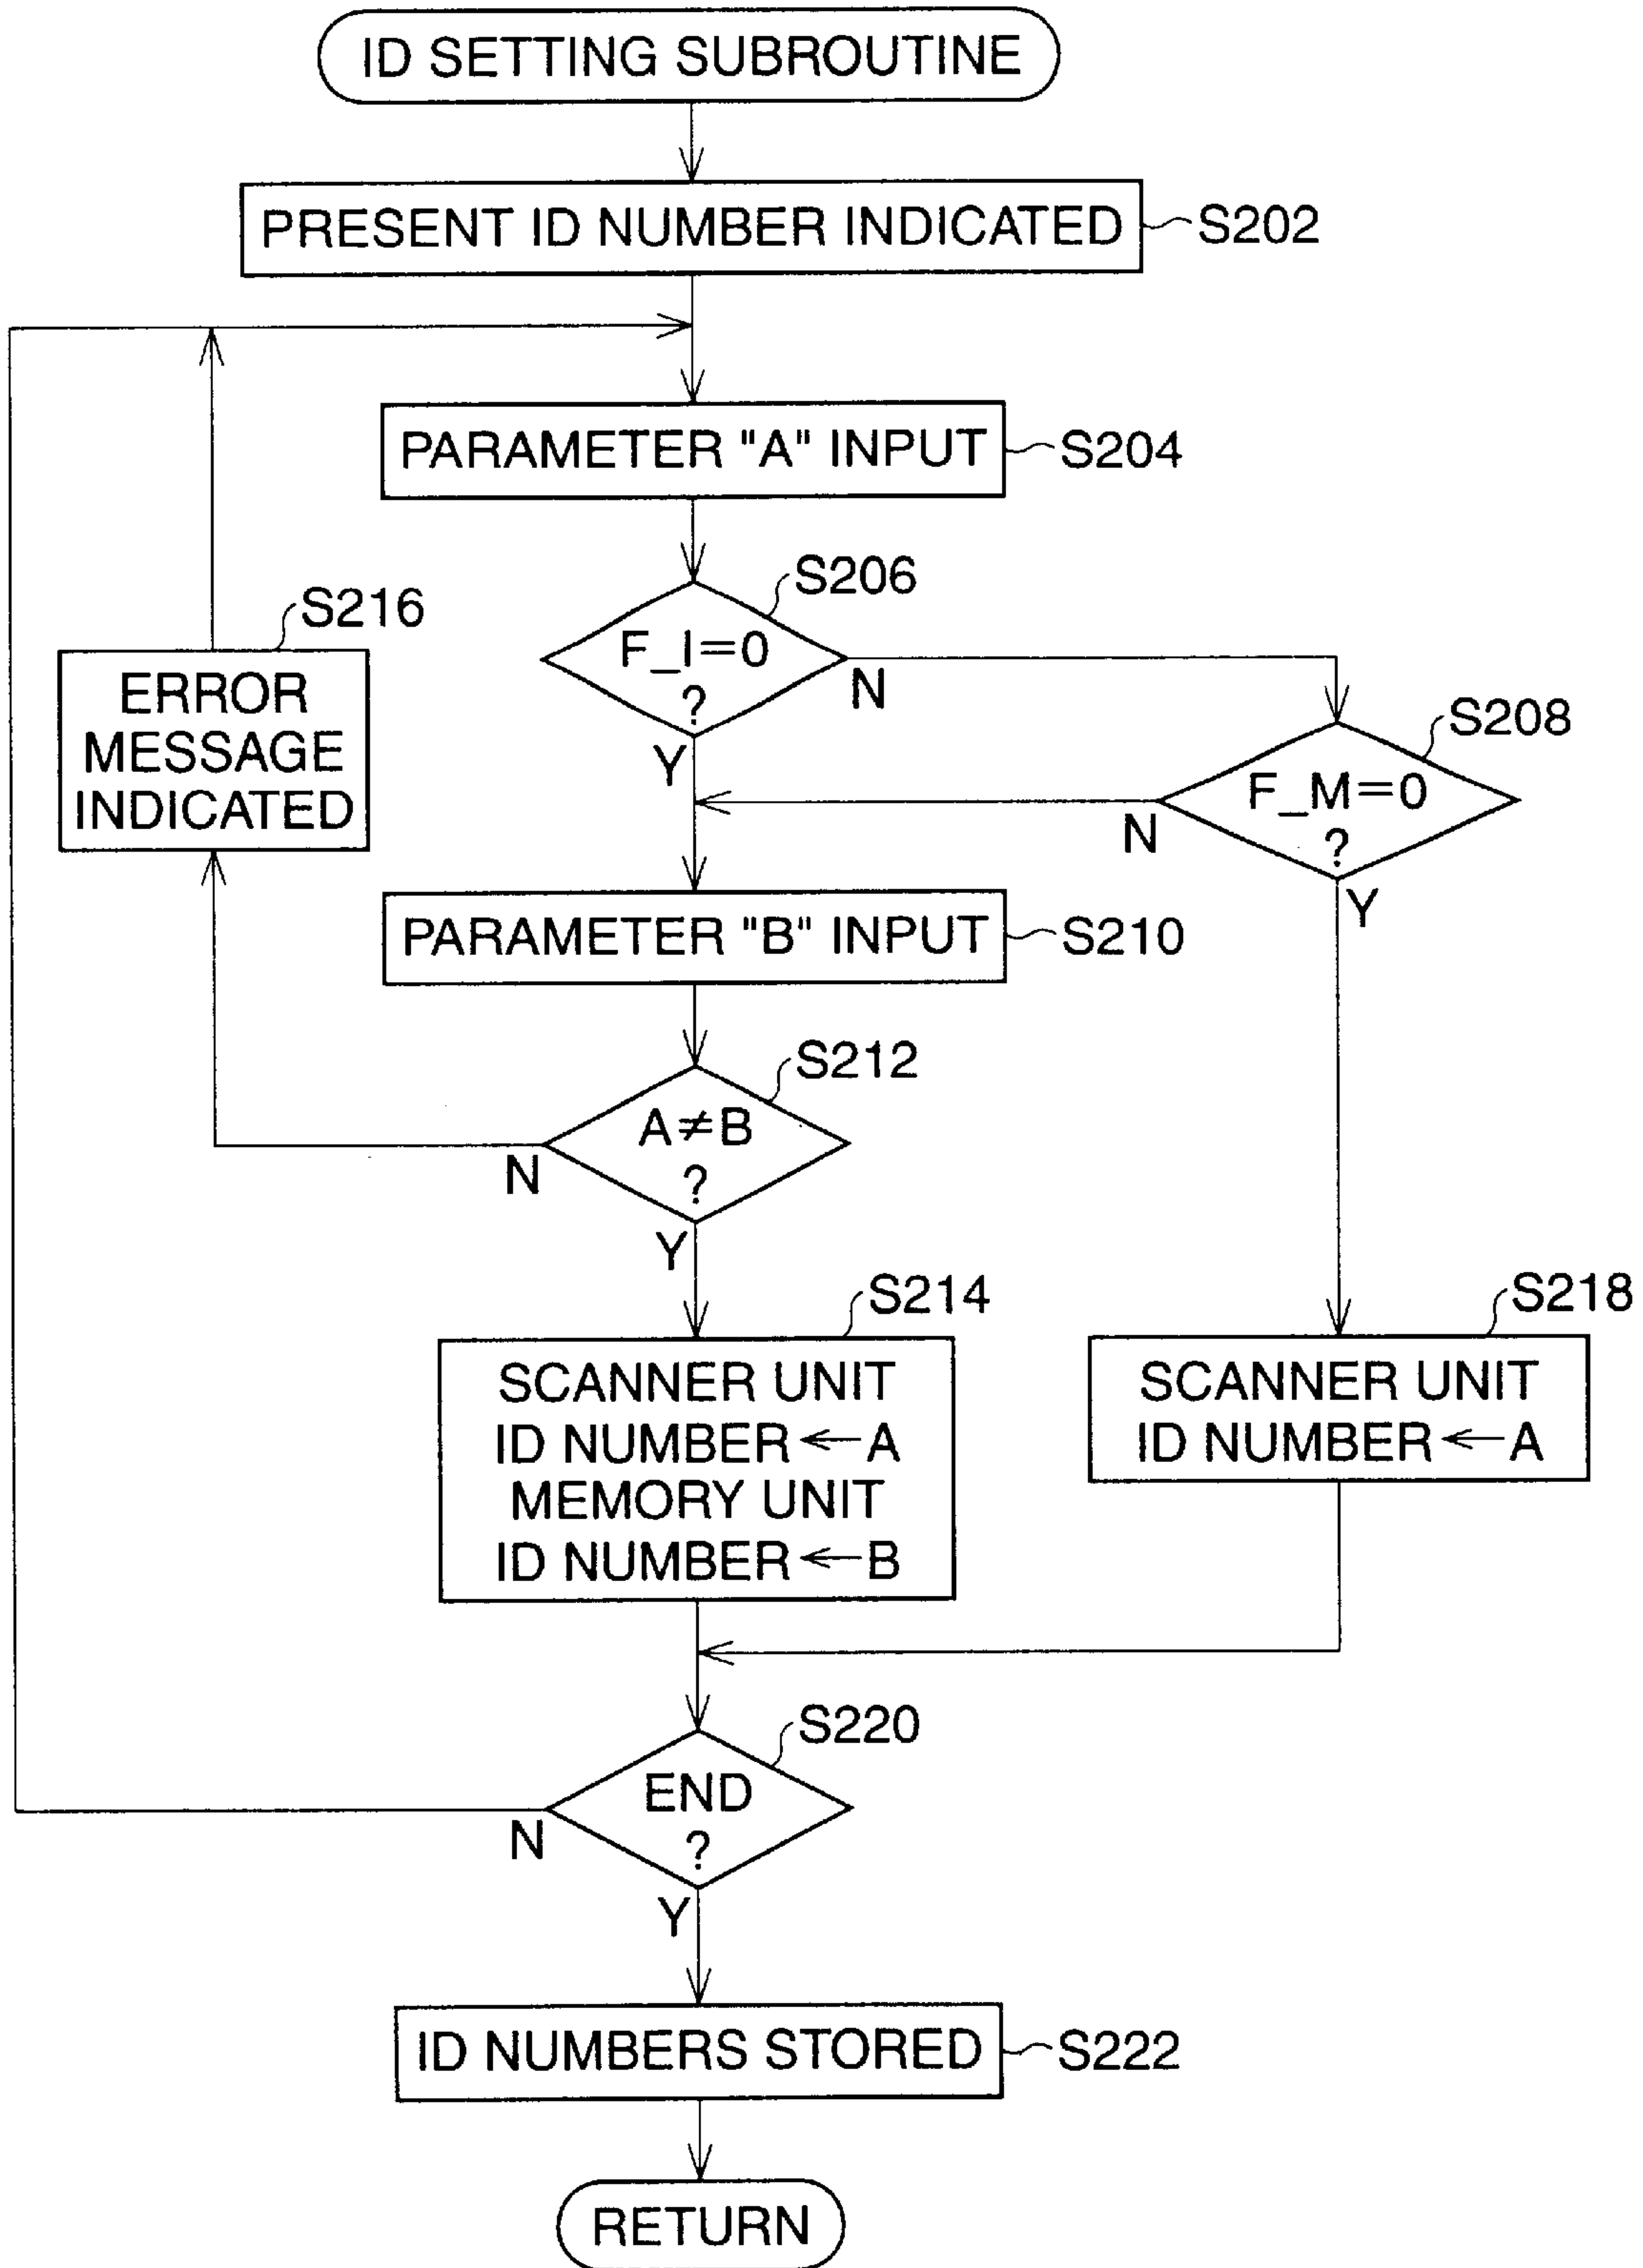 ID SETTING SUBROUTINE
PRESENT ID NUMBER INDICATED
S202
PARAMETER "A" INPUT
S204
S206
F_I=0
?
N
Y
S208
F_M=0
?
N
Y
S216
ERROR
MESSAGE
INDICATED
PARAMETER "B" INPUT
S210
S212
A≠B
?
N
Y
S214
SCANNER UNIT
ID NUMBER←A
MEMORY UNIT
ID NUMBER←B
S218
SCANNER UNIT
ID NUMBER←A
S220
END
?
N
Y
ID NUMBERS STORED
S222
RETURN